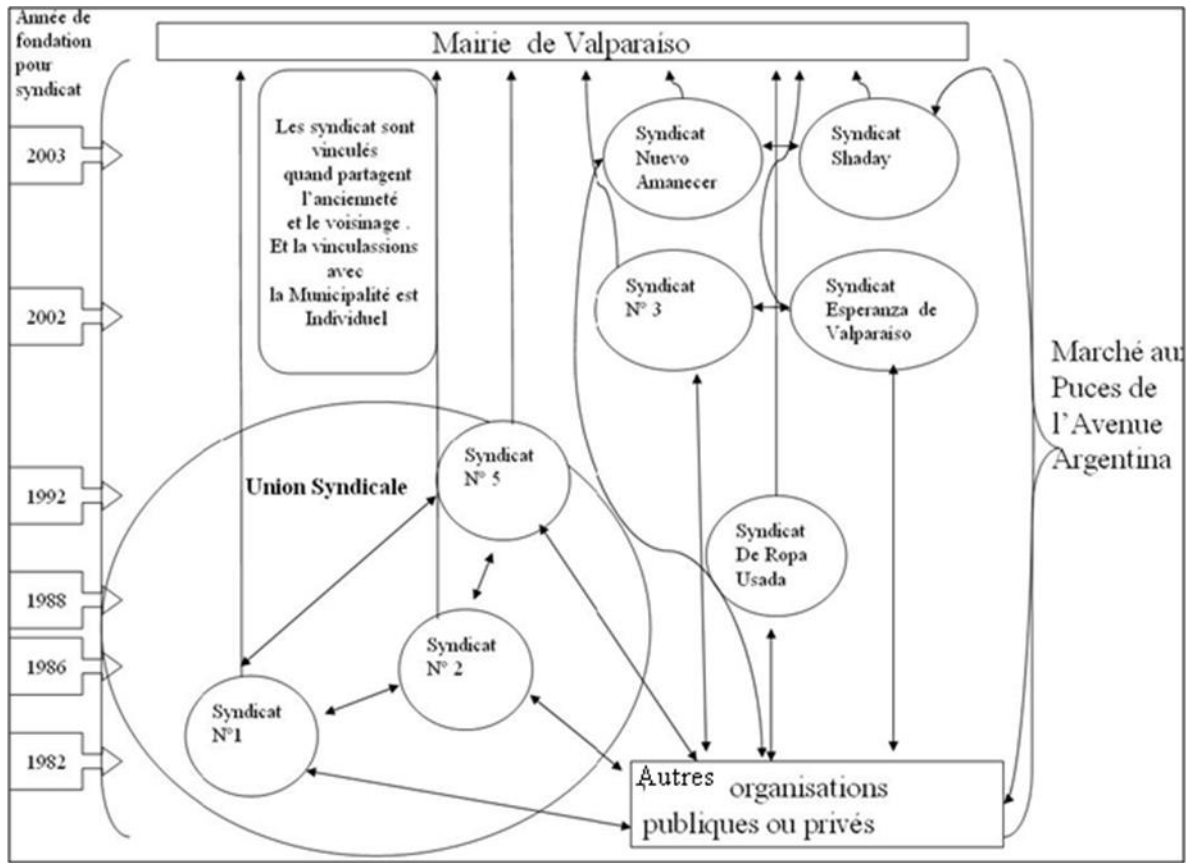 Année de
fondation
pour
syndicat
Mairie de Valparaíso
2003
2002
1992
1988
1986
1982
Les syndicat sont
vinculés
quand partagent
l'ancienneté
et le voisinage .
Et la vinculassions
avec
la Municipalité est
Individuel
Syndicat
Nuevo
Amanecer
Syndicat
Shaday
Syndicat
N° 3
Syndicat
Esperanza de
Valparaiso
Union Syndicale
Syndicat
N° 5
Syndicat
De Ropa
Usada
Syndicat
N° 2
Syndicat
N°1
Autres organisations
publiques ou privés
Marché au
Puces de
l'Avenue
Argentina